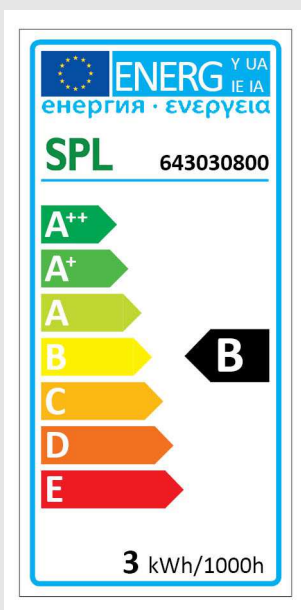 ENERG Y UA
IE IA
енергия · ενεργεια
SPL 643030800
A++
A+
A
B B
C
D
E
3 kWh/1000h